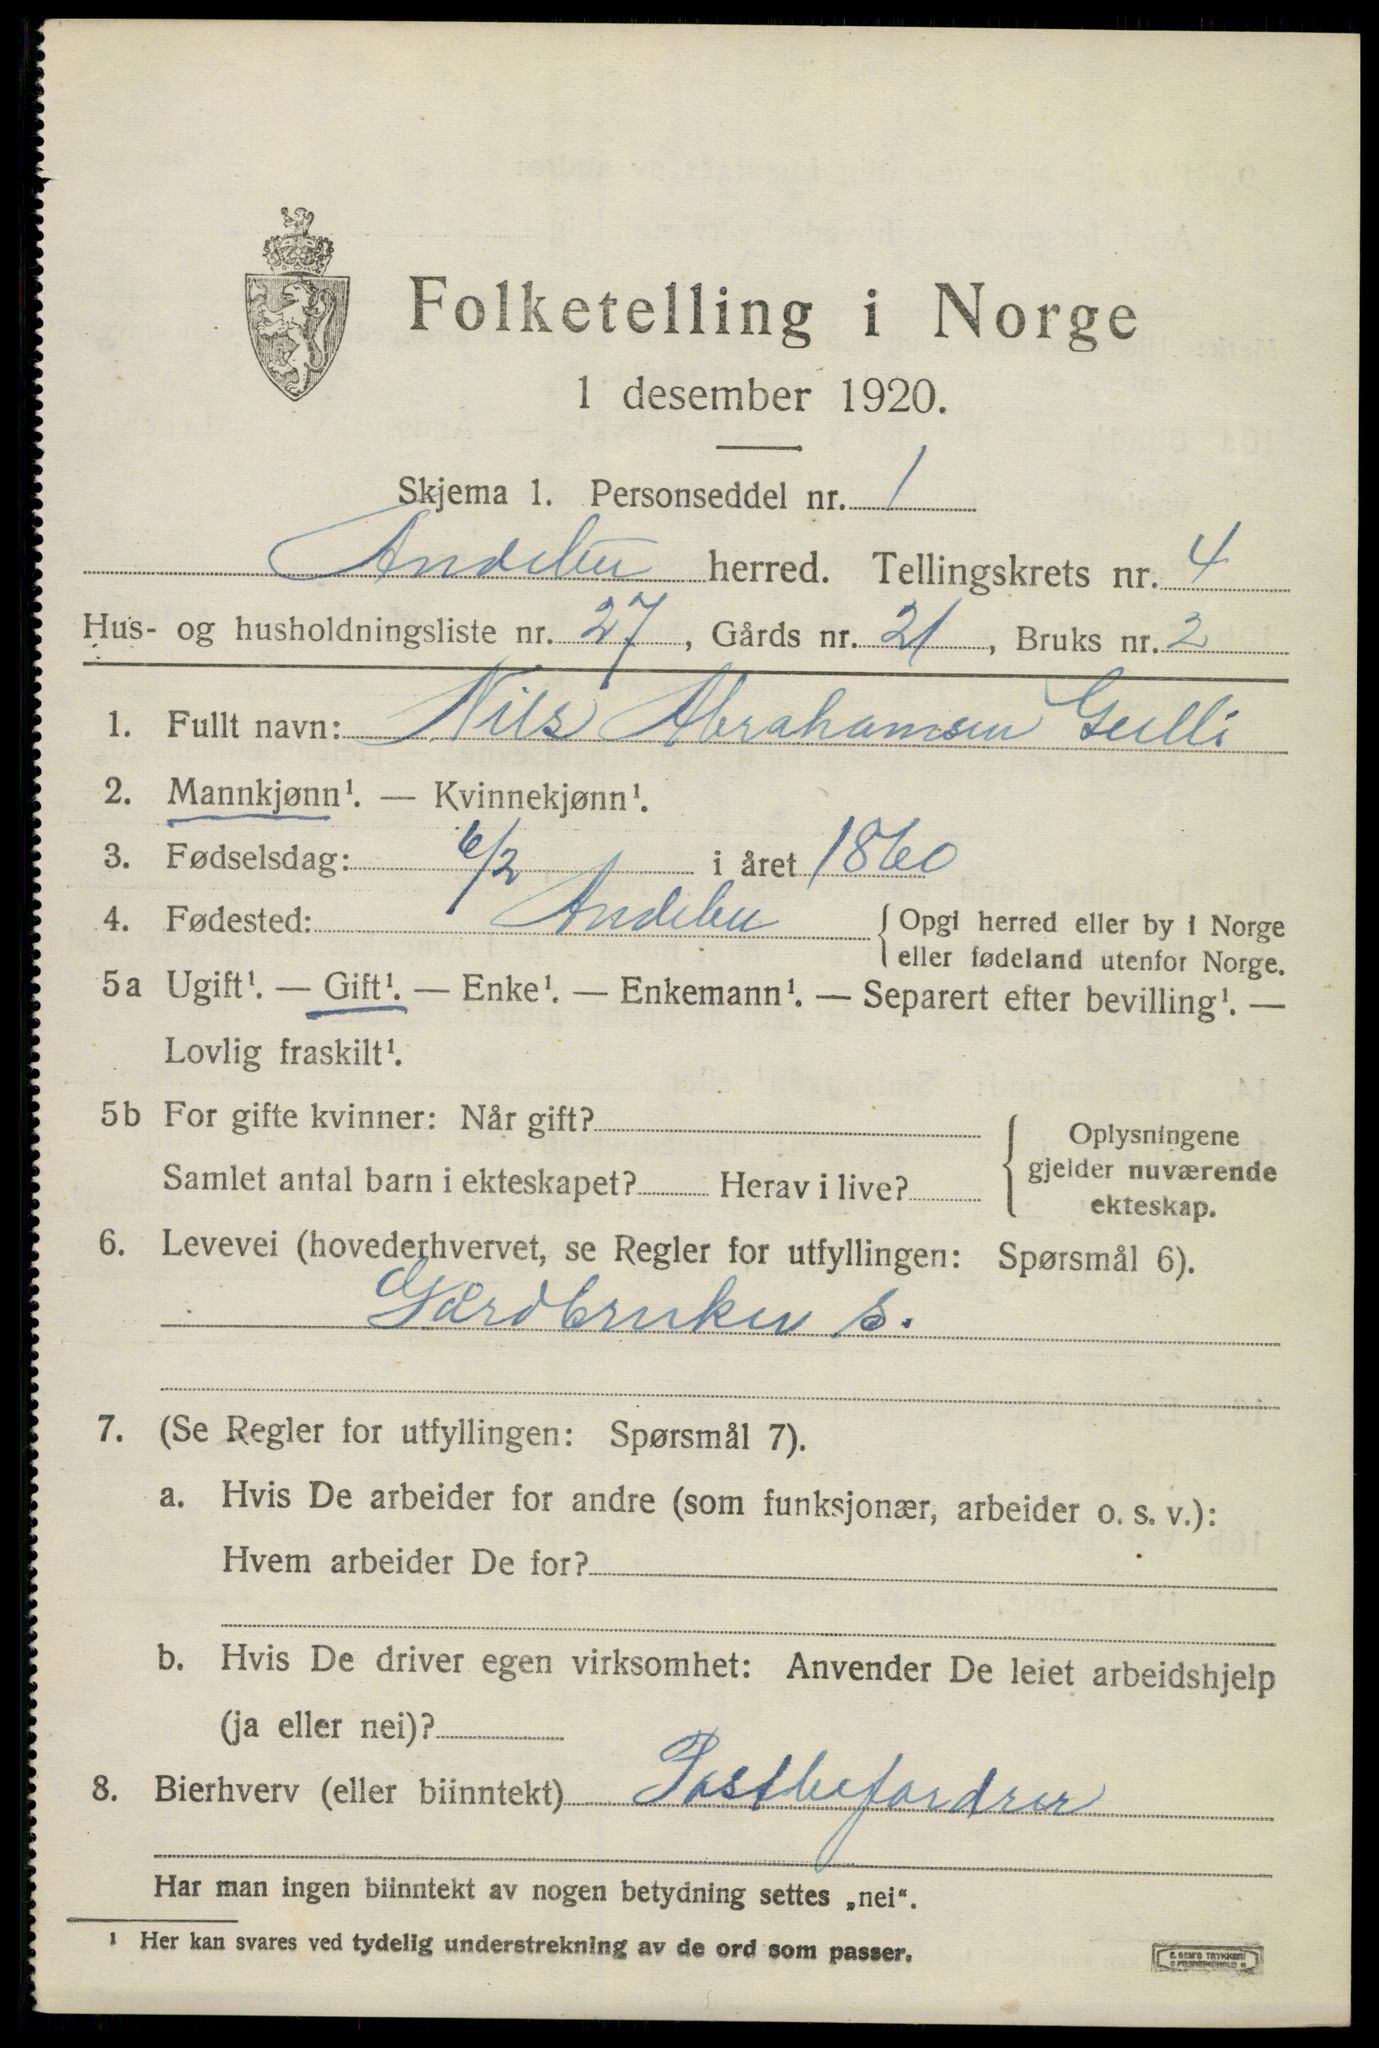 Folketelling i Norge
1 desember 1920.
Skjema 1. Personseddel nr. 1
Andebu herred. Tellingskrets nr. 4
Hus- og husholdningsliste nr. 27, Gårds nr. 21, Bruks nr. 2
1. Fullt navn: Nils Abrahamsen Gulli
2. Mannkjønn¹. — Kvinnekjønn¹.
3. Fødselsdag: 6/2 i året 1860
4. Fødested: Andebu {Opgi herred eller by i Norge
eller fødeland utenfor Norge.
5a Ugift¹. — Gift¹. — Enke¹. — Enkemann¹. — Separert efter bevilling¹. —
Lovlig fraskilt¹.
5b For gifte kvinner: Når gift?
Samlet antal barn i ekteskapet? Herav i live?
{Oplysningene
gjelder nuværende
ekteskap.
6. Levevei (hovederhvervet, se Regler for utfyllingen: Spørsmål 6).
Gårdbruker s.
7. (Se Regler for utfyllingen: Spørsmål 7).
a. Hvis De arbeider for andre (som funksjonær, arbeider o. s. v.):
Hvem arbeider De for?
b. Hvis De driver egen virksomhet: Anvender De leiet arbeidshjelp
(ja eller nei)?
8. Bierhverv (eller biinntekt) Postbefordrer
Har man ingen biinntekt av nogen betydning settes „nei“.
¹ Her kan svares ved tydelig understrekning av de ord som passer.